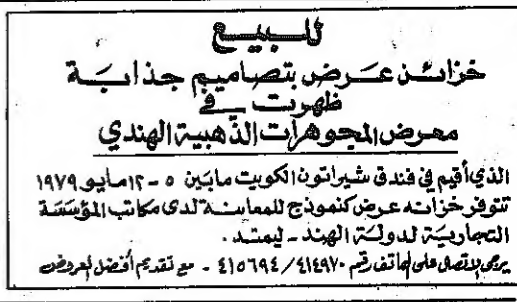 للبيع
خزائن عرض بتصاميم جذابة
ظهرت في
معرض المجوهرات الذهبية الهندي
الذي أقيم في فندق شيراتون الكويت مابين ٥ - ١٢ مايو ١٩٧٩
تتوفر خزانه عرض كنموذج للمعاينة لدى مكاتب المؤسسة
التجارية لدولة الهند - ليمتد .
يرجى الاتصال على هاتف رقم ٤١٤٩٧٠ / ٤١٥٦٩٤ - مع تقديم أفضل العروض